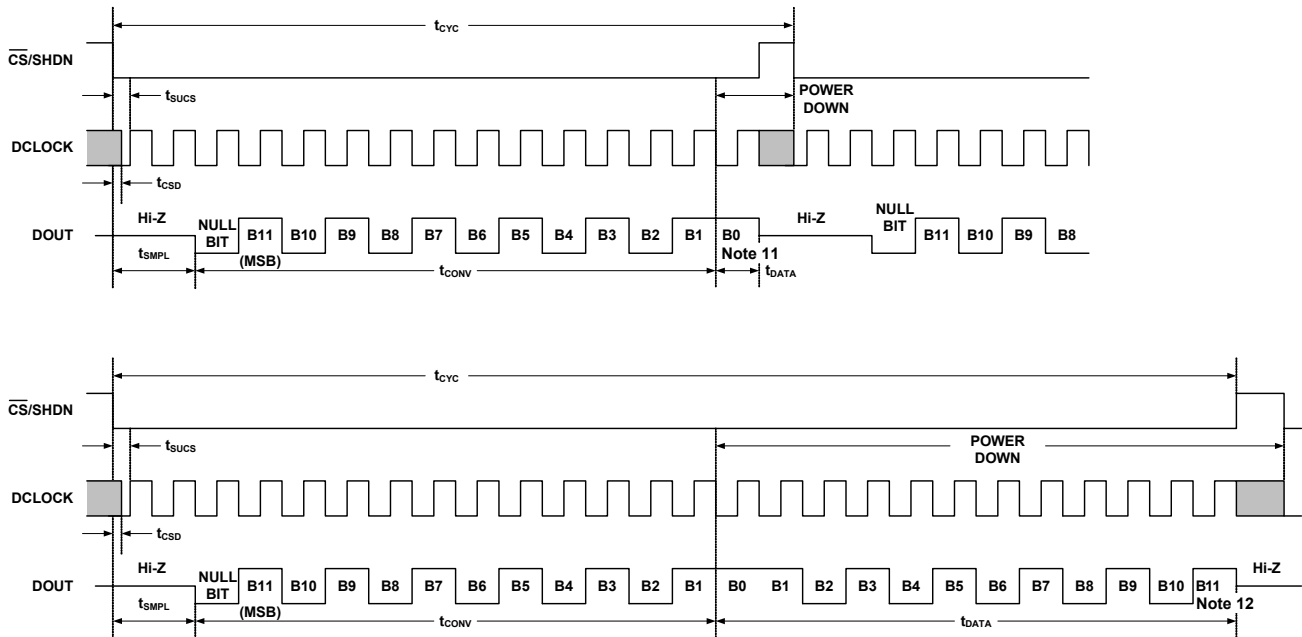 tCYC
CS/SHDN
tSUCS
POWER
DOWN
DCLOCK
tCSD
Hi-Z
NULL
BIT
DOUT
B11 B10 B9 B8 B7 B6 B5 B4 B3 B2 B1 B0
Hi-Z
NULL
BIT
B11 B10 B9 B8
(MSB)
Note 11
tSMPL
tCONV
tDATA
tCYC
CS/SHDN
tSUCS
POWER
DOWN
DCLOCK
tCSD
Hi-Z
NULL
BIT
DOUT
B11 B10 B9 B8 B7 B6 B5 B4 B3 B2 B1 B0 B1 B2 B3 B4 B5 B6 B7 B8 B9 B10 B11
Hi-Z
(MSB)
Note 12
tSMPL
tCONV
tDATA